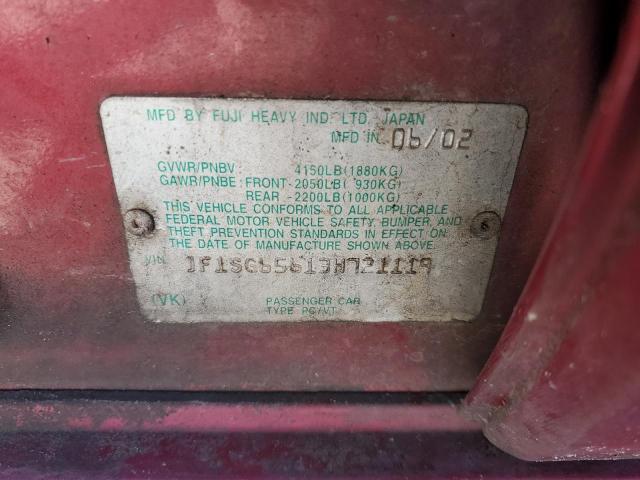 MFD BY FUJI HEAVY IND. LTD. JAPAN
MFD IN 06/02
GVWR/PNBV 4150LB(1880KG)
GAWR/PNBE: FRONT-2050LB( 930KG)
REAR -2200LB(1000KG)
THIS VEHICLE CONFORMS TO ALL APPLICABLE
FEDERAL MOTOR VEHICLE SAFETY, BUMPER, AND
THEFT PREVENTION STANDARDS IN EFFECT ON
THE DATE OF MANUFACTURE SHOWN ABOVE.
VIN JF1SG65613H721119
(VK) PASSENGER CAR
TYPE PC/VT